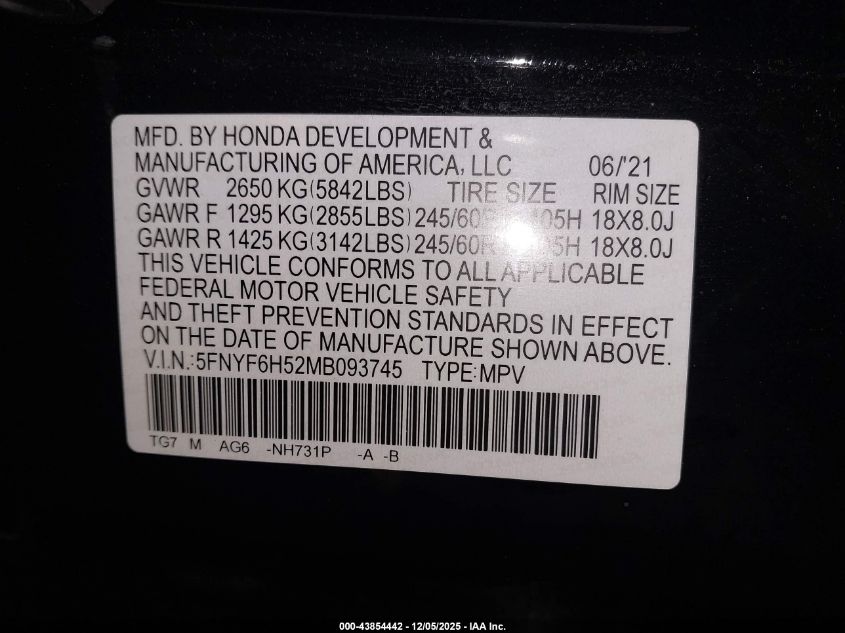 MFD. BY HONDA DEVELOPMENT &
MANUFACTURING OF AMERICA, LLC 06/'21
GVWR 2650 KG(5842LBS) TIRE SIZE RIM SIZE
GAWR F 1295 KG(2855LBS) 245/60R 105H 18X8.0J
GAWR R 1425 KG(3142LBS) 245/60R 105H 18X8.0J
THIS VEHICLE CONFORMS TO ALL APPLICABLE
FEDERAL MOTOR VEHICLE SAFETY
AND THEFT PREVENTION STANDARDS IN EFFECT
ON THE DATE OF MANUFACTURE SHOWN ABOVE.
V.I.N.:5FNYF6H52MB093745 TYPE:MPV
TG7 M AG6 -NH731P -A -B
000-43854442 - 12/05/2025 - IAA Inc.